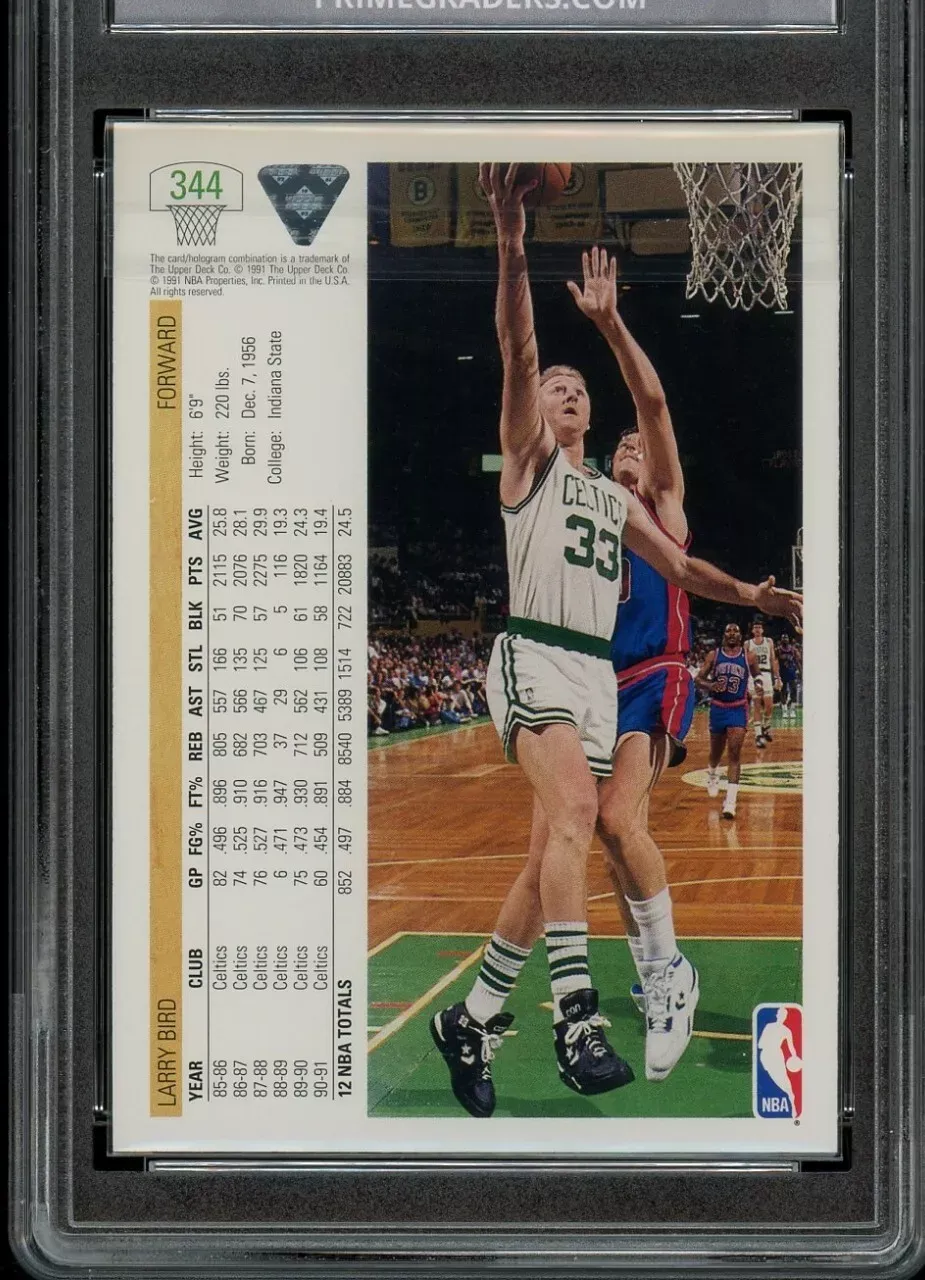 PRIMEGRADERS.COM
344
The card/hologram combination is a trademark of
The Upper Deck Co. © 1991 The Upper Deck Co.
© 1991 NBA Properties, Inc. Printed in the U.S.A.
All rights reserved.
LARRY BIRD FORWARD
Height: 6'9"
Weight: 220 lbs.
Born: Dec. 7, 1956
College: Indiana State
YEAR CLUB GP FG% FT% REB AST STL BLK PTS AVG
85-86 Celtics 82 .496 .896 805 557 166 51 2115 25.8
86-87 Celtics 74 .525 .910 682 566 135 70 2076 28.1
87-88 Celtics 76 .527 .916 703 467 125 57 2275 29.9
88-89 Celtics 6 .471 .947 37 29 6 5 116 19.3
89-90 Celtics 75 .473 .930 712 562 106 61 1820 24.3
90-91 Celtics 60 .454 .891 509 431 108 58 1164 19.4
12 NBA TOTALS 852 .497 .884 8540 5389 1514 722 20883 24.5
B
3
CELTIC
33
23
NBA
®